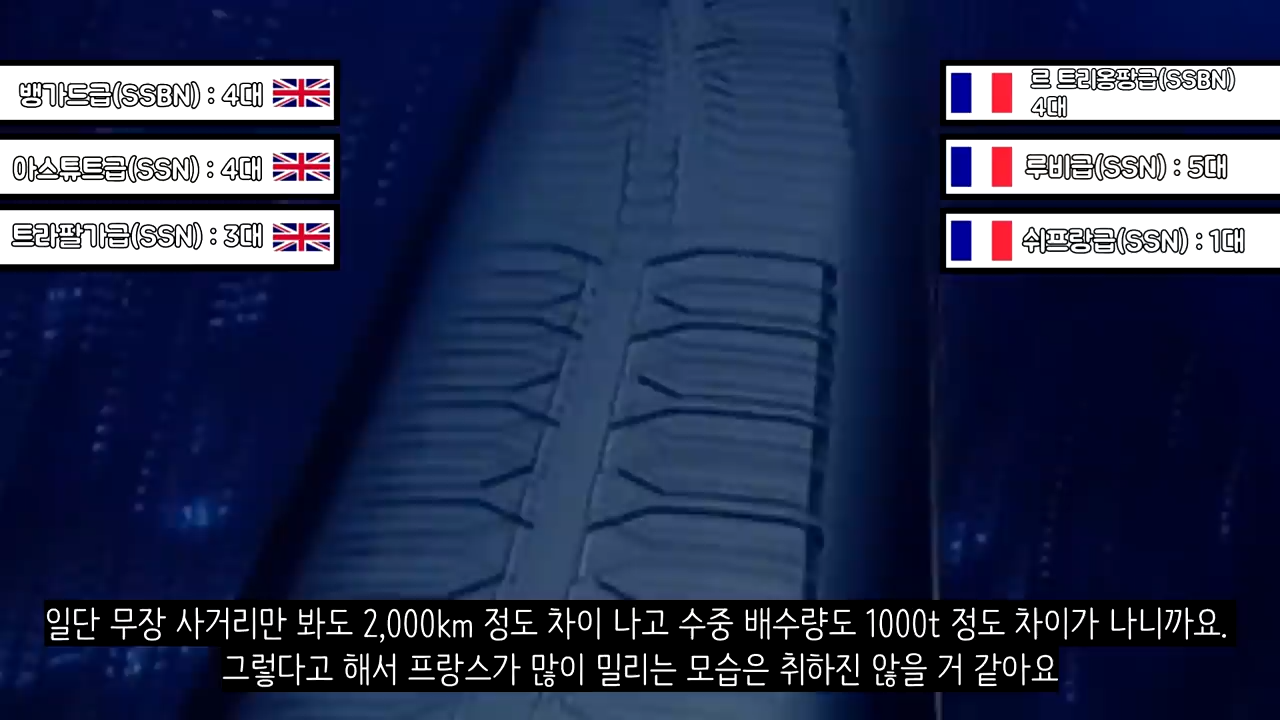 뱅가드급(SSBN) : 4대
아스튜트급(SSN) : 4대
트라팔가급(SSN) : 3대
르 트리옹팡급(SSBN)
4대
루비급(SSN) : 5대
쉬프랑급(SSN) : 1대
일단 무장 사거리만 봐도 2,000km 정도 차이 나고 수중 배수량도 1000t 정도 차이가 나니까요.
그렇다고 해서 프랑스가 많이 밀리는 모습은 취하진 않을 거 같아요